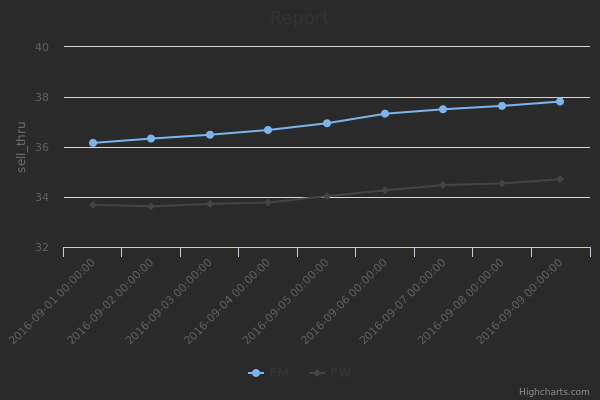 Report
sell_thru
40
38
36
34
32
2016-09-01 00:00:00
2016-09-02 00:00:00
2016-09-03 00:00:00
2016-09-04 00:00:00
2016-09-05 00:00:00
2016-09-06 00:00:00
2016-09-07 00:00:00
2016-09-08 00:00:00
2016-09-09 00:00:00
FM
FW
Highcharts.com